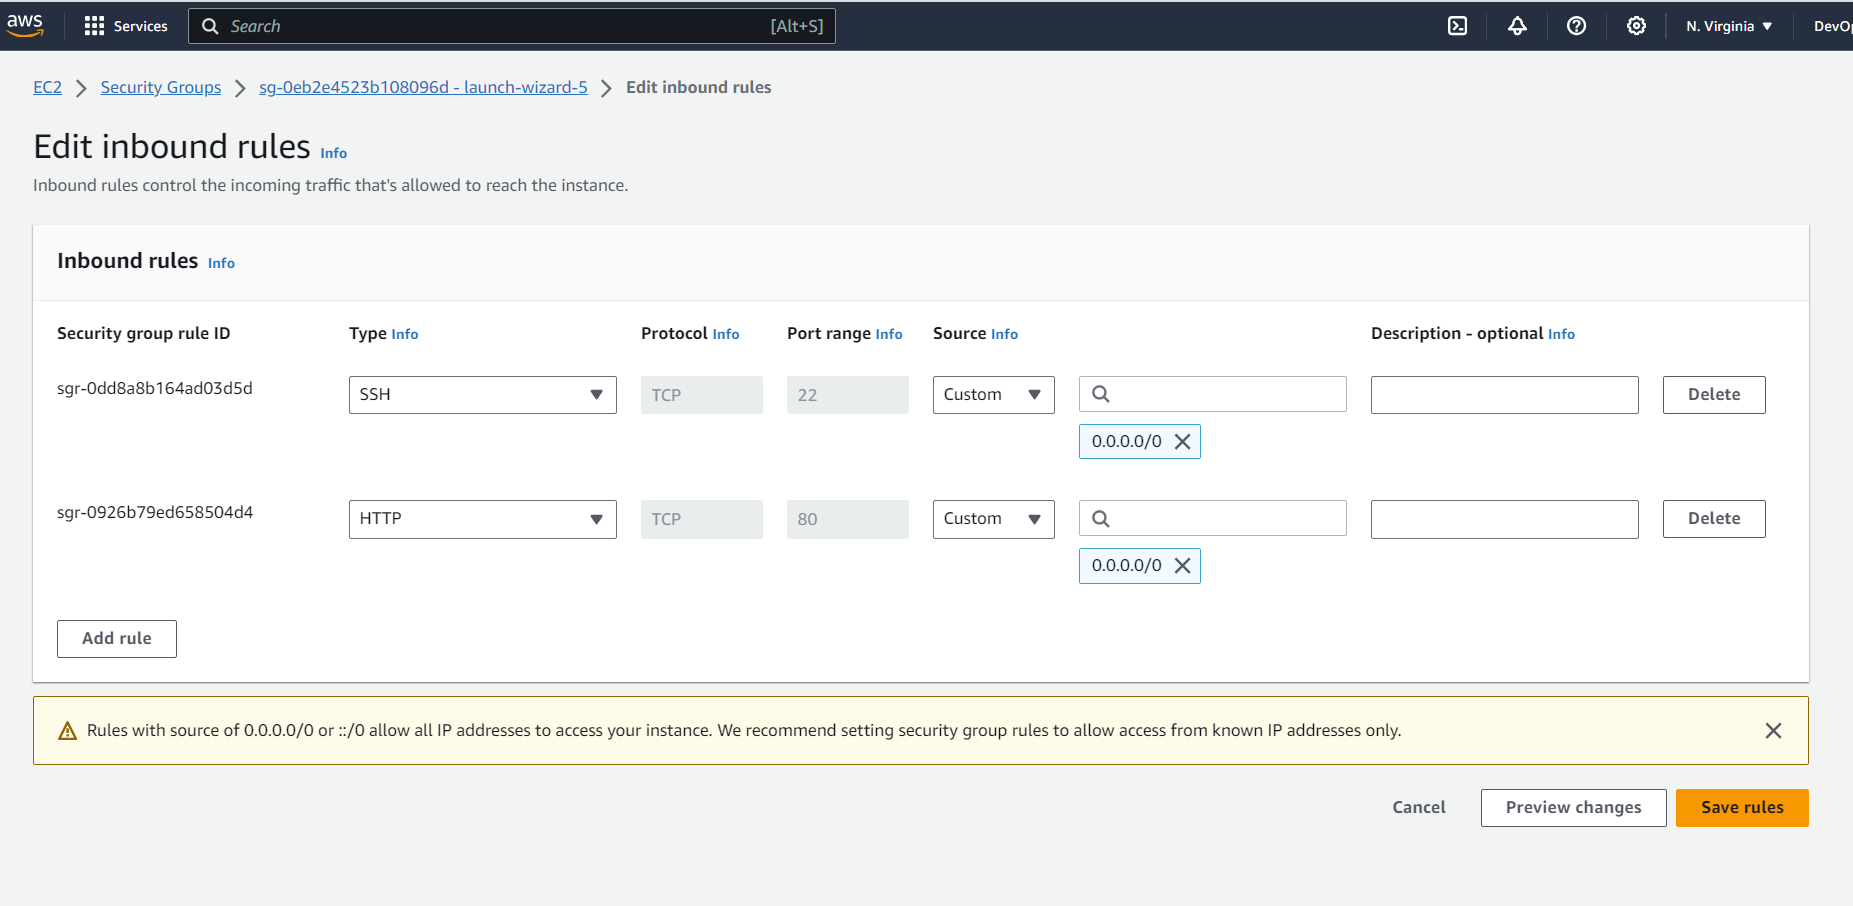 aws Services Search [Alt+S] N. Virginia DevOp
EC2 Security Groups sg-0eb2e4523b108096d - launch-wizard-5 Edit inbound rules
Edit inbound rules Info
Inbound rules control the incoming traffic that's allowed to reach the instance.
Inbound rules Info
Security group rule ID Type Info Protocol Info Port range Info Source Info Description - optional Info
sgr-0dd8a8b164ad03d5d SSH TCP 22 Custom Delete
0.0.0.0/0
sgr-0926b79ed658504d4 HTTP TCP 80 Custom Delete
0.0.0.0/0
Add rule
Rules with source of 0.0.0.0/0 or ::/0 allow all IP addresses to access your instance. We recommend setting security group rules to allow access from known IP addresses only.
Cancel Preview changes Save rules